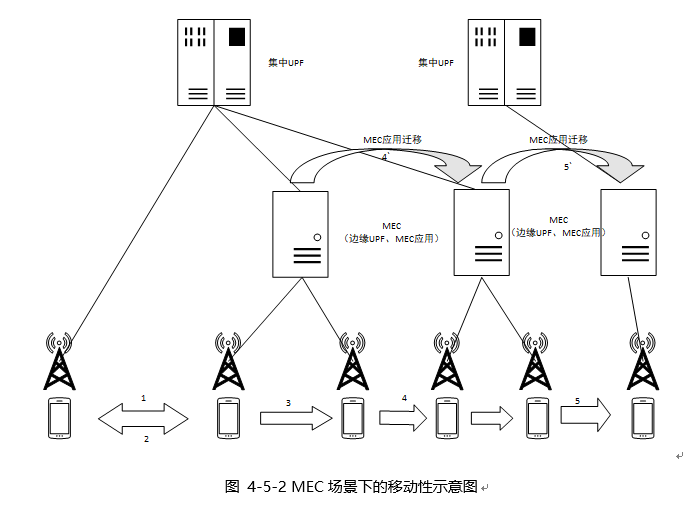 集中UPF
集中UPF
MEC应用迁移
MEC应用迁移
4`
5`
MEC
(边缘UPF、MEC应用)
MEC
(边缘UPF、MEC应用)
1
2
3
4
5
图 4-5-2 MEC 场景下的移动性示意图